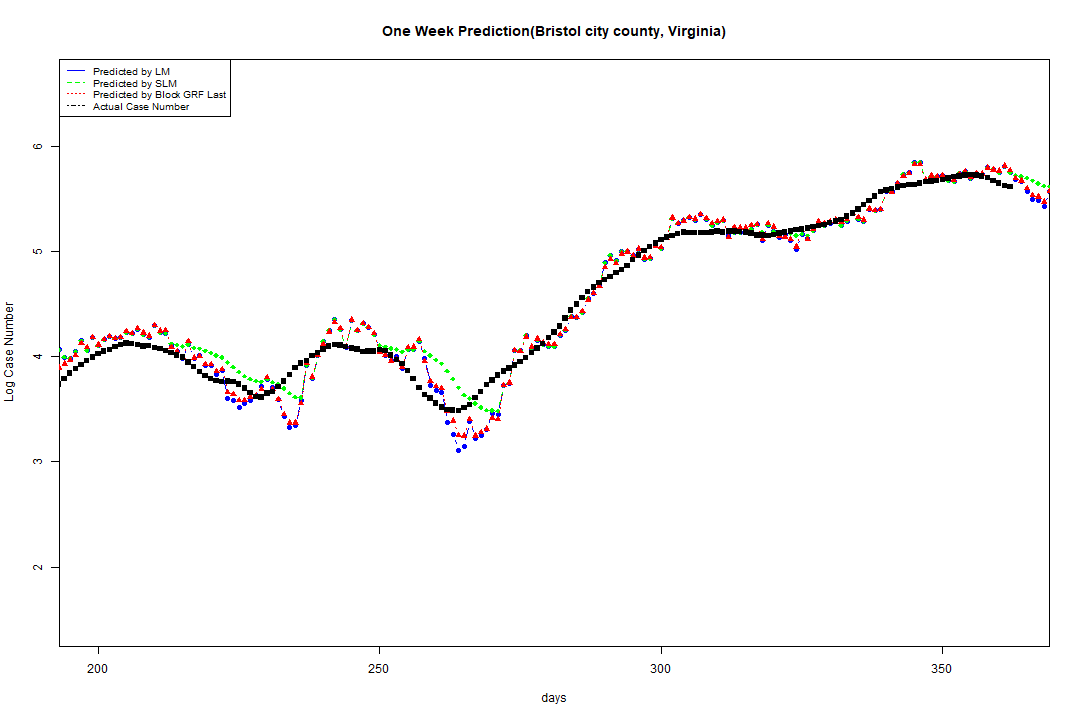 One Week Prediction(Bristol city county, Virginia)
Predicted by LM
Predicted by SLM
Predicted by Block GRF Last
Actual Case Number
Log Case Number
6
5
4
3
2
200 250 300 350
days